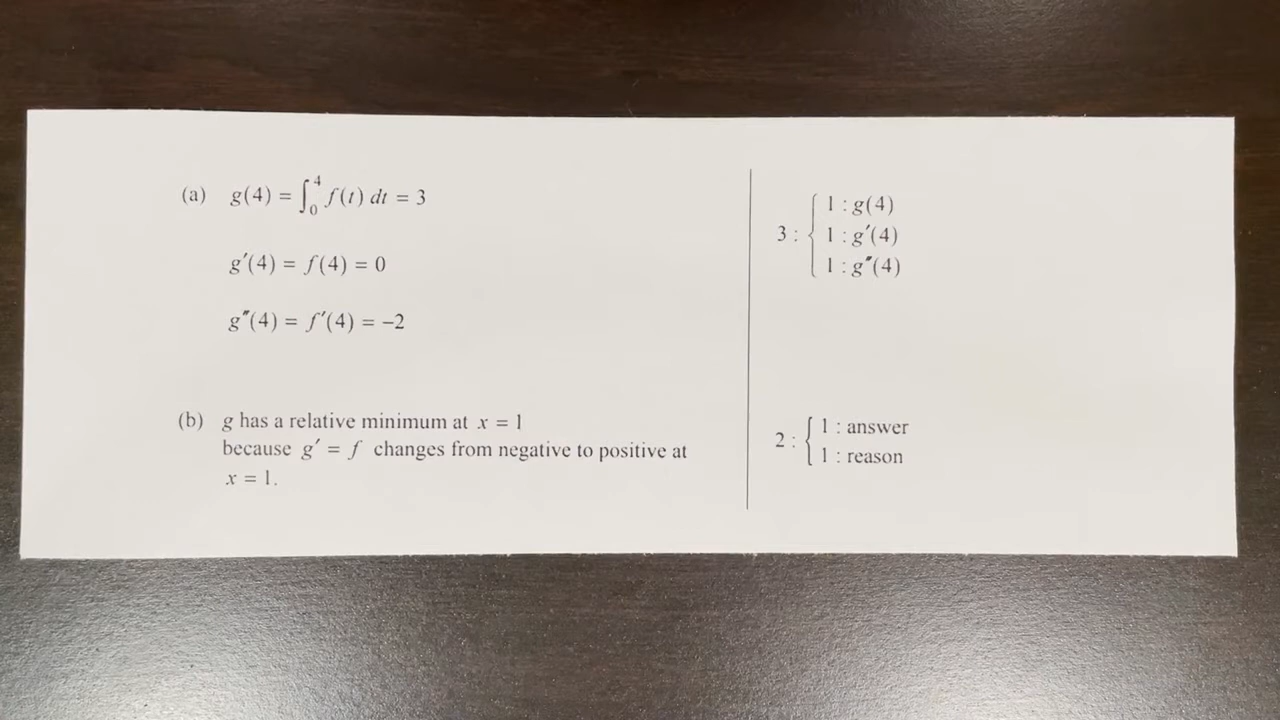 (a) g(4) = ∫₀⁴ f(t) dt = 3
g′(4) = f(4) = 0
g″(4) = f′(4) = −2
3 : { 1 : g(4)
1 : g′(4)
1 : g″(4)
(b) g has a relative minimum at x = 1
because g′ = f changes from negative to positive at
x = 1.
2 : { 1 : answer
1 : reason